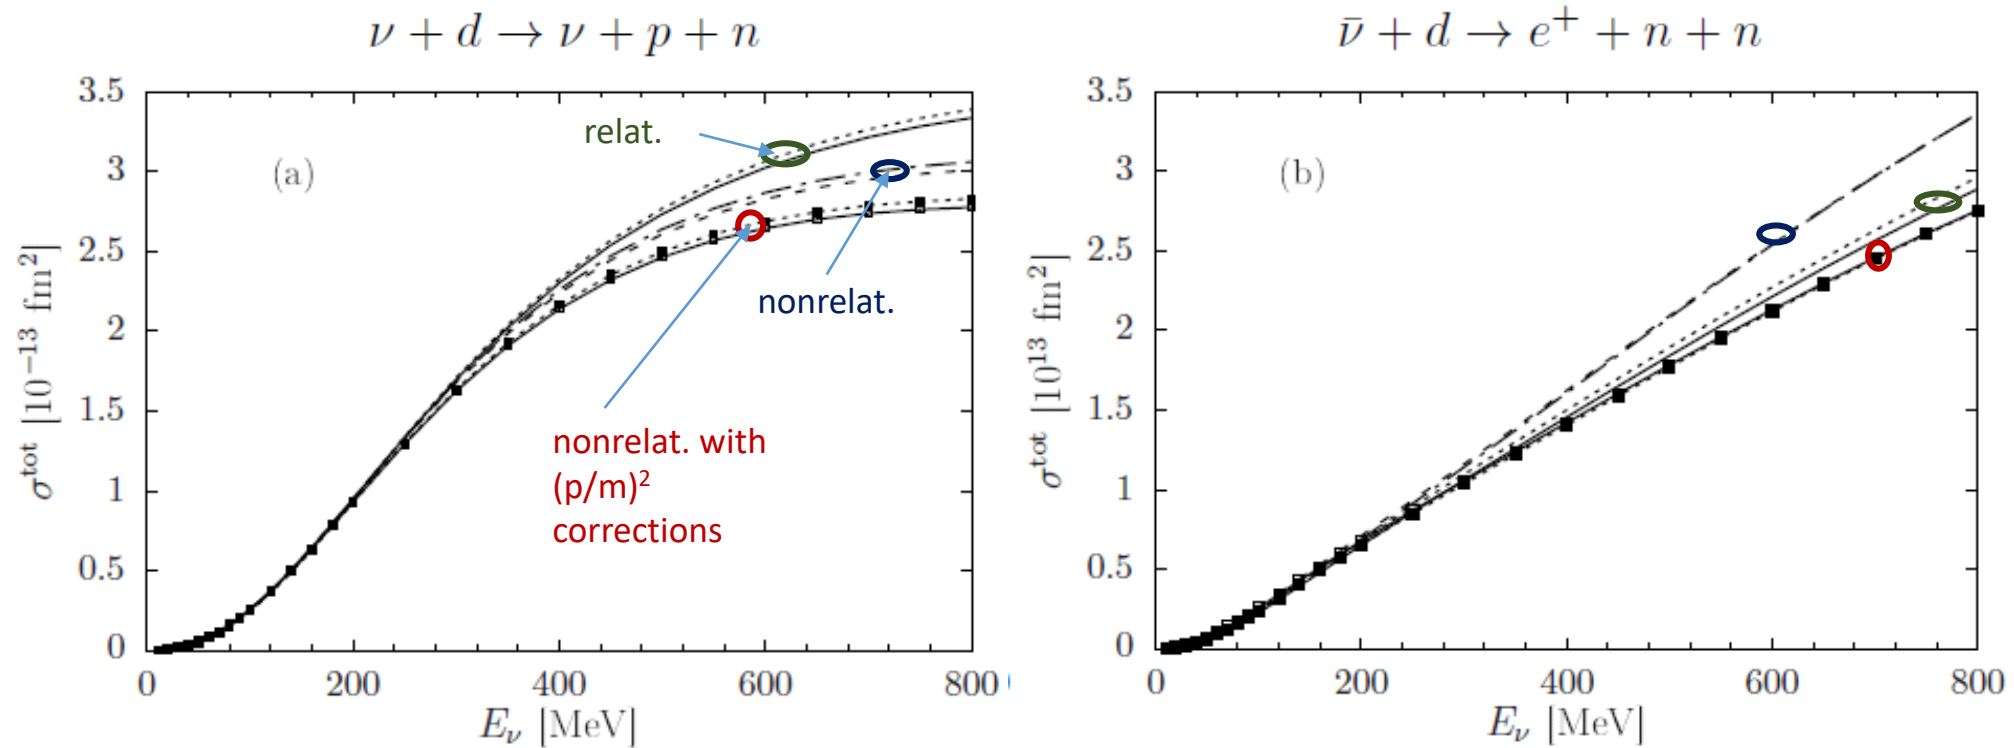 ν + d → ν + p + n
ν̄ + d → e⁺ + n + n
3.5
3
2.5
2
1.5
1
0.5
0
σ^tot [10⁻¹³ fm²]
(a)
relat.
nonrelat.
nonrelat. with
(p/m)²
corrections
0 200 400 600 800
E_ν [MeV]
3.5
3
2.5
2
1.5
1
0.5
0
σ^tot [10¹³ fm²]
(b)
0 200 400 600 800
E_ν [MeV]